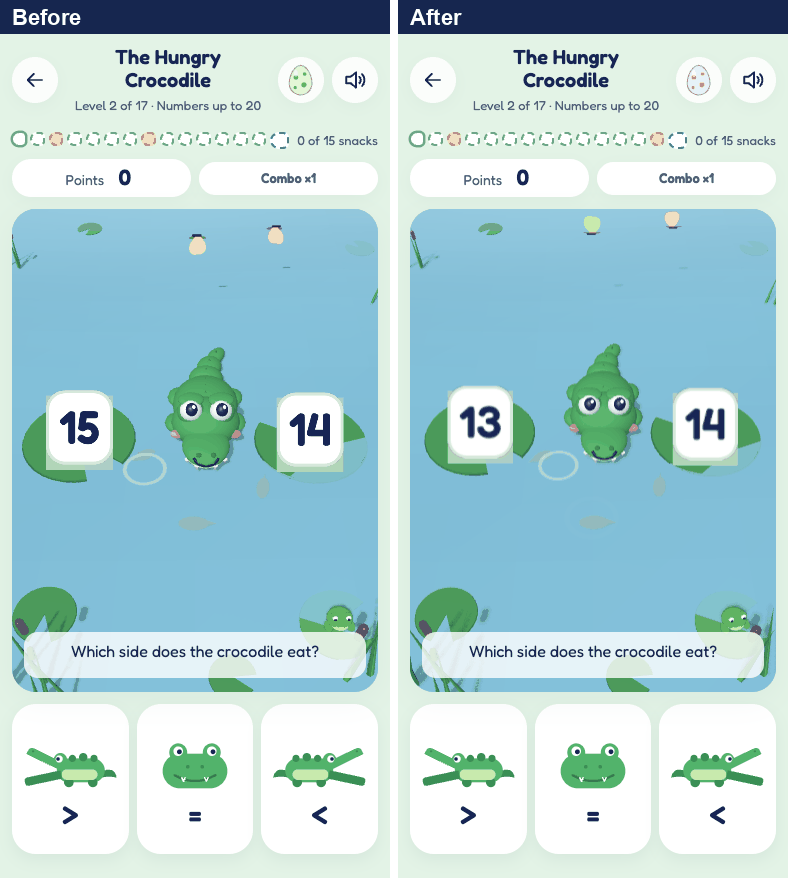 Before
The Hungry
Crocodile
Level 2 of 17 · Numbers up to 20
0 of 15 snacks
Points 0
Combo ×1
15
14
Which side does the crocodile eat?
>
=
<
After
The Hungry
Crocodile
Level 2 of 17 · Numbers up to 20
0 of 15 snacks
Points 0
Combo ×1
13
14
Which side does the crocodile eat?
>
=
<